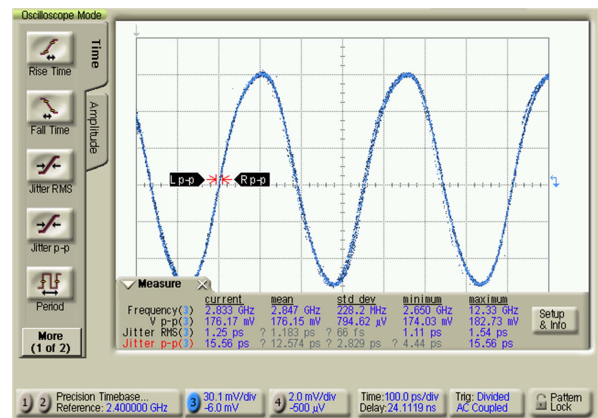 Oscilloscope Mode
Time
Amplitude
Rise Time
Fall Time
Jitter RMS
Jitter p-p
Period
More
(1 of 2)
L p-p
R p-p
Measure
current mean std dev minimum maximum
Frequency(3) 2.833 GHz 2.847 GHz 228.2 MHz 2.650 GHz 12.33 GHz
V p-p(3) 176.17 mV 176.15 mV 794.62 µV 174.03 mV 182.73 mV
Jitter RMS(3) 1.25 ps ? 1.183 ps ? 66 fs 1.11 ps 1.54 ps
Jitter p-p(3) 15.56 ps ? 12.574 ps ? 2.829 ps ? 4.44 ps 15.56 ps
Setup
& Info
1 2 Precision Timebase...
Reference: 2.400000 GHz
3 30.1 mV/div
-6.0 mV
4 2.0 mV/div
-500 µV
Time:100.0 ps/div
Delay:24.1119 ns
Trig: Divided
AC Coupled
Pattern
Lock